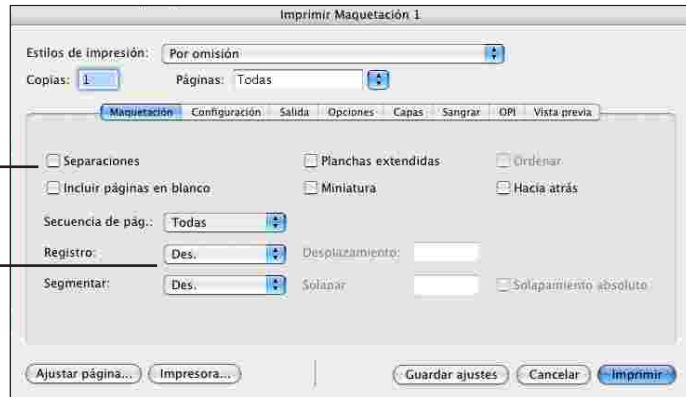 Imprimir Maquetación 1
Estilos de impresión: Por omisión
Copias: 1 Páginas: Todas
Maquetación Configuración Salida Opciones Capas Sangrar OPI Vista previa
Separaciones Planchas extendidas Ordenar
Incluir páginas en blanco Miniatura Hacia atrás
Secuencia de pág.: Todas
Registro: Des. Desplazamiento:
Segmentar: Des. Solapar Solapamiento absoluto
Ajustar página... Impresora... Guardar ajustes Cancelar Imprimir